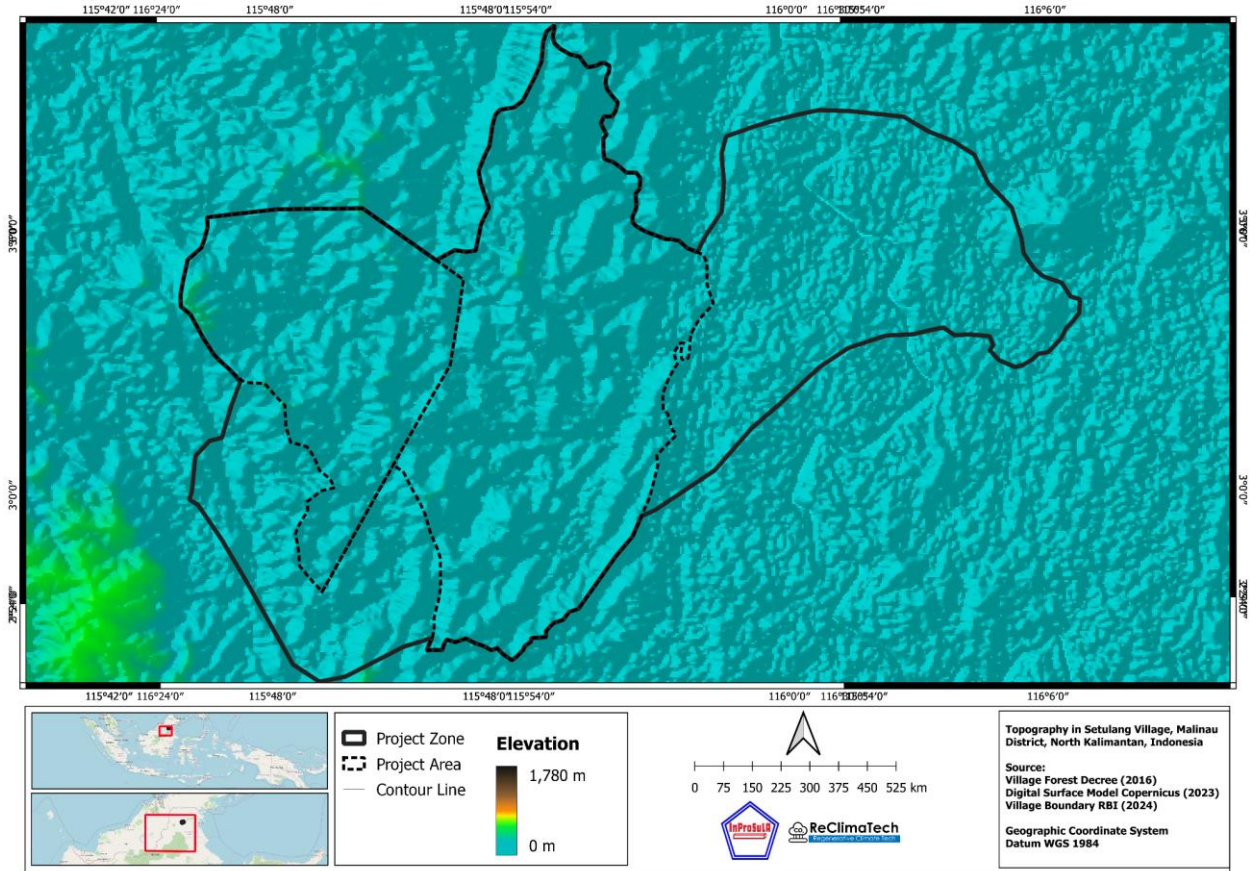 115°42'0" 116°24'0" 115°48'0" 115°48'0"115°54'0" 116°0'0" 116°6'0"
3°0'0" 3°0'0"
115°42'0" 116°24'0" 115°48'0" 115°48'0"115°54'0" 116°0'0" 116°6'0"
Project Zone
Project Area
Contour Line
Elevation
1,780 m
0 m
0 75 150 225 300 375 450 525 km
InProSuLA
CO₂ ReClimaTech
Regenerative Climate Tech
Topography in Setulang Village, Malinau
District, North Kalimantan, Indonesia
Source:
Village Forest Decree (2016)
Digital Surface Model Copernicus (2023)
Village Boundary RBI (2024)
Geographic Coordinate System
Datum WGS 1984